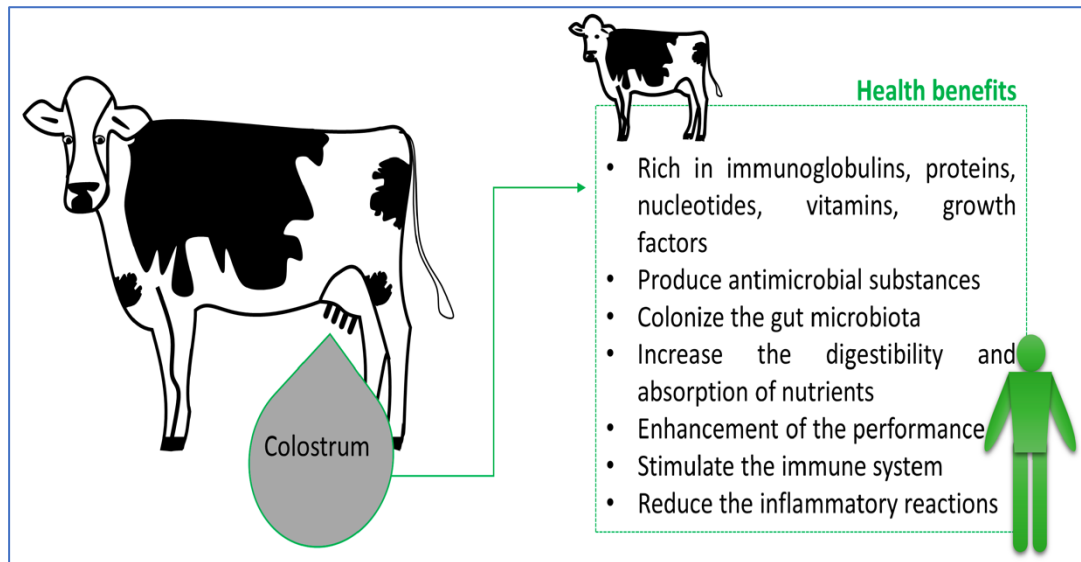 Health benefits
• Rich in immunoglobulins, proteins,
nucleotides, vitamins, growth
factors
• Produce antimicrobial substances
• Colonize the gut microbiota
• Increase the digestibility and
absorption of nutrients
• Enhancement of the performance
• Stimulate the immune system
• Reduce the inflammatory reactions
Colostrum